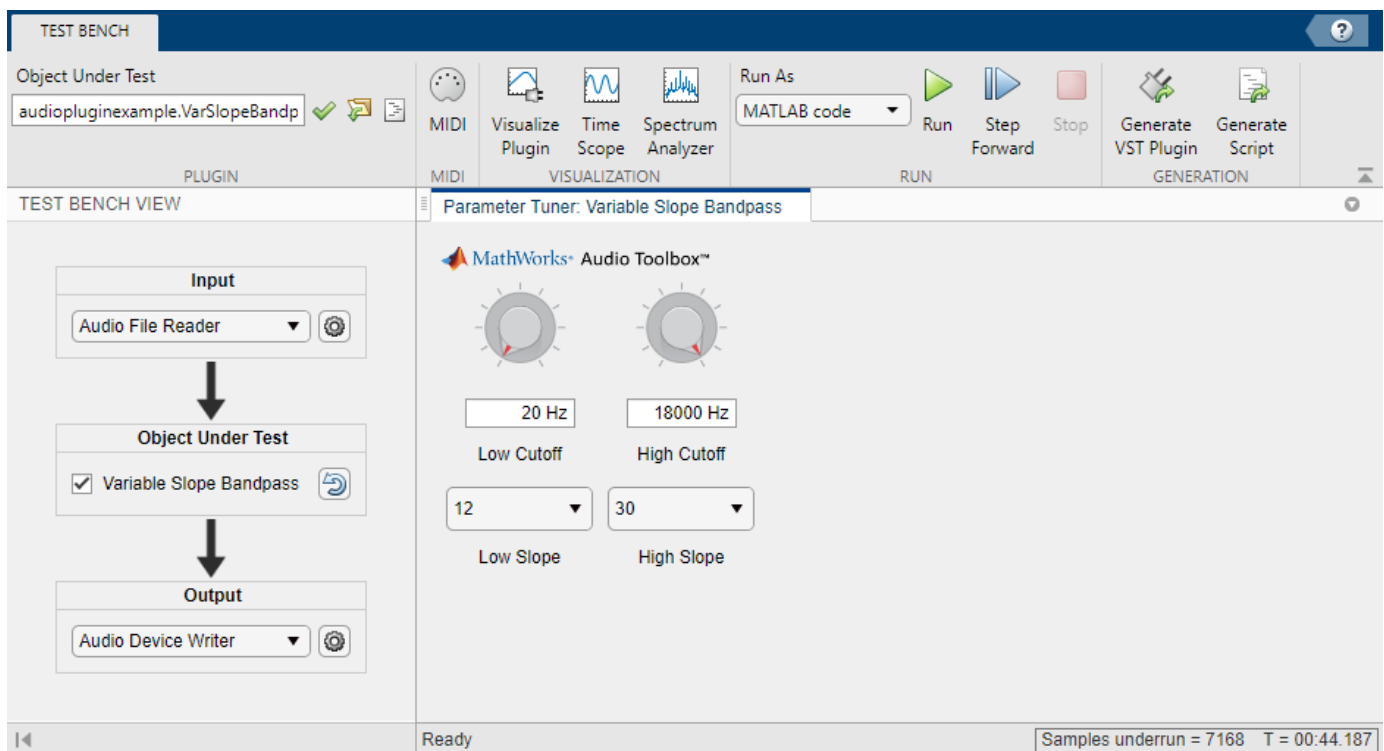 TEST BENCH
Object Under Test
audiopluginexample.VarSlopeBandp
PLUGIN
MIDI
MIDI
Visualize
Plugin
Time
Scope
Spectrum
Analyzer
VISUALIZATION
Run As
MATLAB code
Run
Step
Forward
Stop
RUN
Generate
VST Plugin
Generate
Script
GENERATION
?
TEST BENCH VIEW
Input
Audio File Reader
Object Under Test
Variable Slope Bandpass
Output
Audio Device Writer
Parameter Tuner: Variable Slope Bandpass
MathWorks® Audio Toolbox™
20 Hz
18000 Hz
Low Cutoff
High Cutoff
12
30
Low Slope
High Slope
Ready
Samples underrun = 7168 T = 00:44.187